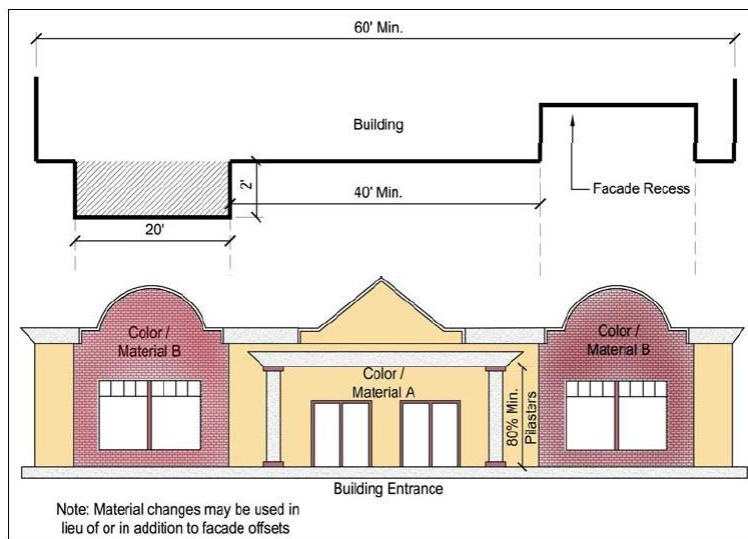 60' Min.
Building
2'
40' Min.
Facade Recess
20'
Color /
Material B
Color /
Material A
80% Min.
Pilasters
Color /
Material B
Building Entrance
Note: Material changes may be used in
lieu of or in addition to facade offsets